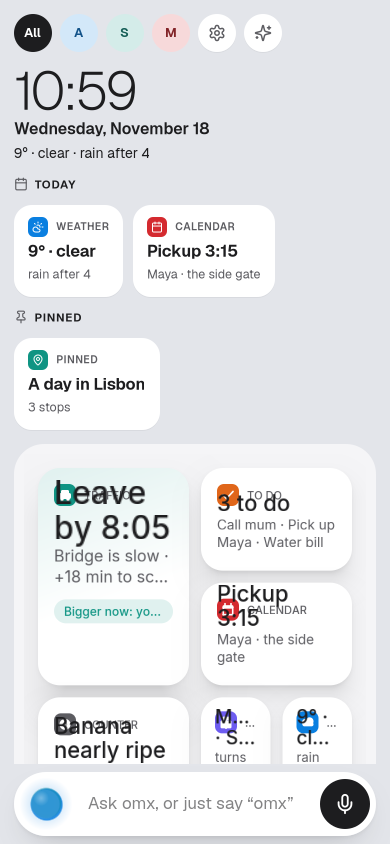 All A S M
10:59
Wednesday, November 18
9° · clear · rain after 4
TODAY
WEATHER
9° · clear
rain after 4
CALENDAR
Pickup 3:15
Maya · the side gate
PINNED
PINNED
A day in Lisbon
3 stops
Leave
by 8:05
Bridge is slow ·
+18 min to sc...
Bigger now: yo...
TO DO
3 to do
Call mum · Pick up
Maya · Water bill
CALENDAR
Pickup
3:15
Maya · the side
gate
COUNTER
Banana
nearly ripe
M...
· S...
turns
9° ·
cl...
rain
Ask omx, or just say “omx”